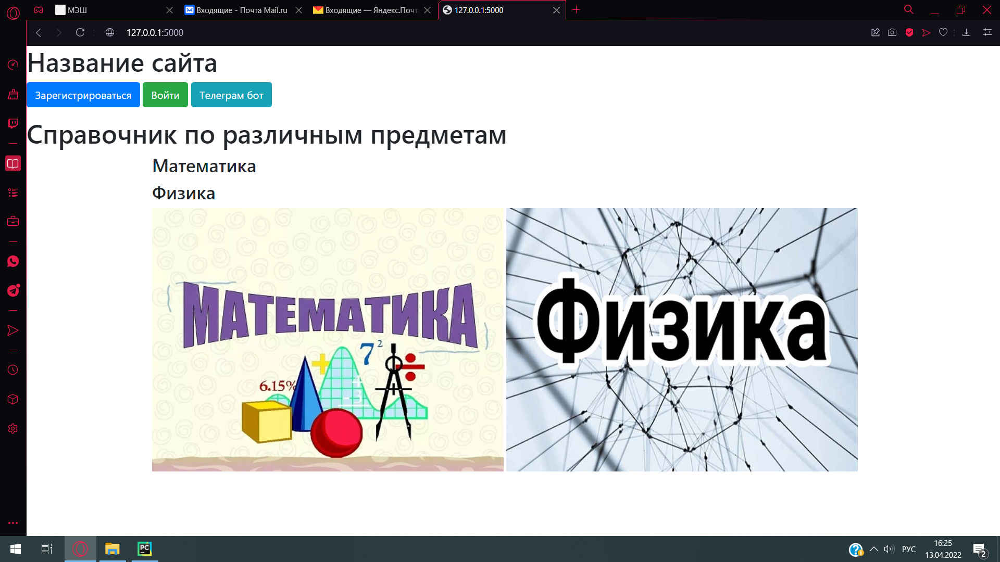 МЭШ
Входящие - Почта Mail.ru
Входящие — Яндекс.Почт
127.0.0.1:5000
127.0.0.1:5000
Название сайта
Зарегистрироваться
Войти
Телеграм бот
Справочник по различным предметам
Математика
Физика
МАТЕМАТИКА
7²
6.15%
4
- 3
Физика
PC
РУС
16:25
13.04.2022
2